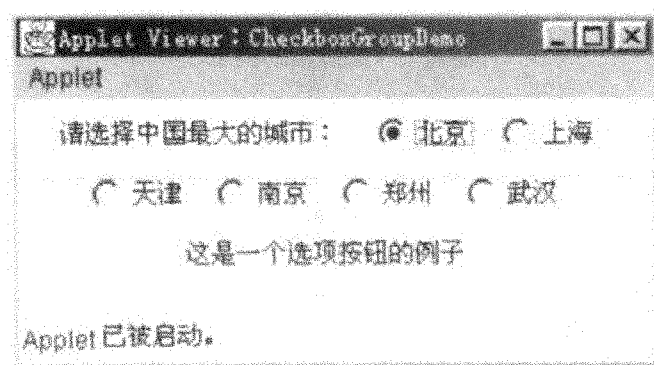 Applet Viewer：CheckboxGroupDemo
Applet
请选择中国最大的城市： 北京 上海
天津 南京 郑州 武汉
这是一个选项按钮的例子
Applet 已被启动。